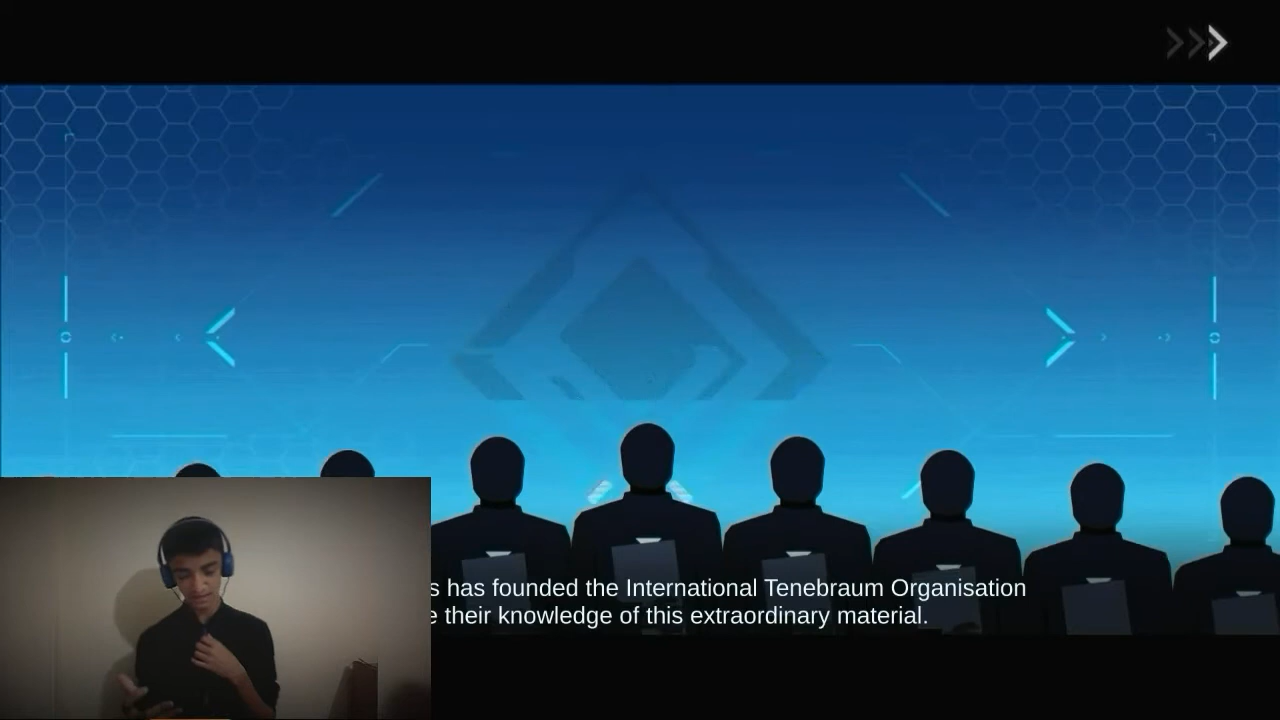 has founded the International Tenebraum Organisation
their knowledge of this extraordinary material.